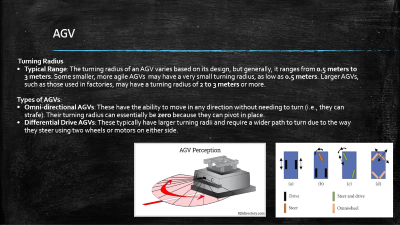 AGV
Turning Radius
• Typical Range: The turning radius of an AGV varies based on its design, but generally, it ranges from 0.5 meters to
3 meters. Some smaller, more agile AGVs may have a very small turning radius, as low as 0.5 meters. Larger AGVs,
such as those used in factories, may have a turning radius of 2 to 3 meters or more.
Types of AGVs:
• Omni-directional AGVs: These have the ability to move in any direction without needing to turn (i.e., they can
strafe). Their turning radius can essentially be zero because they can pivot in place.
• Differential Drive AGVs: These typically have larger turning radii and require a wider path to turn due to the way
they steer using two wheels or motors on either side.
AGV Perception
(a) (b) (c) (d)
Drive Steer and drive
Steer Omniwheel